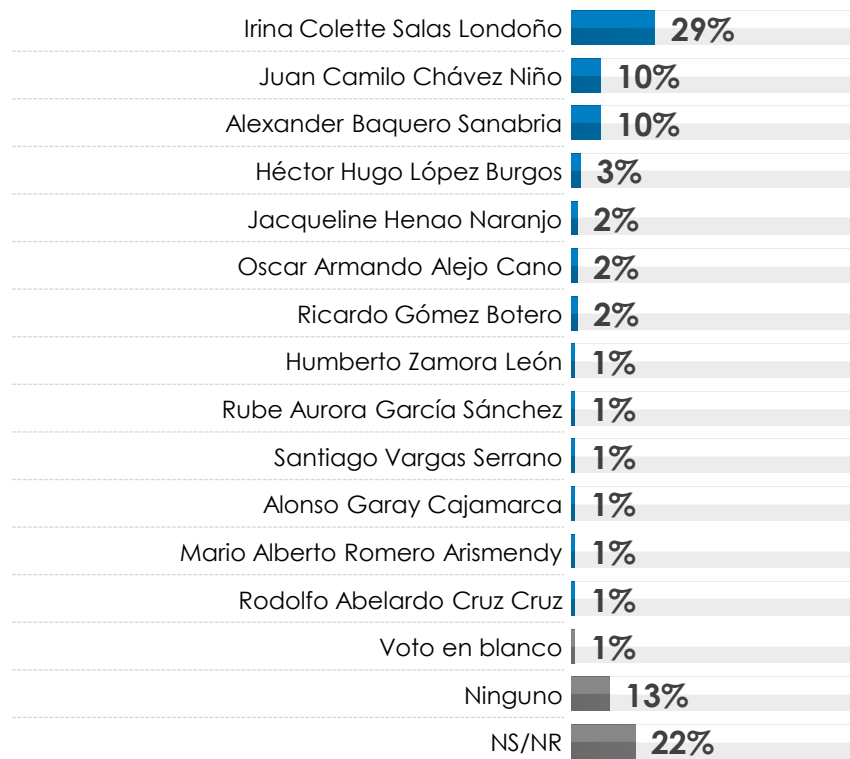 Irina Colette Salas Londoño 29%
Juan Camilo Chávez Niño 10%
Alexander Baquero Sanabria 10%
Héctor Hugo López Burgos 3%
Jacqueline Henao Naranjo 2%
Oscar Armando Alejo Cano 2%
Ricardo Gómez Botero 2%
Humberto Zamora León 1%
Rube Aurora García Sánchez 1%
Santiago Vargas Serrano 1%
Alonso Garay Cajamarca 1%
Mario Alberto Romero Arismendy 1%
Rodolfo Abelardo Cruz Cruz 1%
Voto en blanco 1%
Ninguno 13%
NS/NR 22%